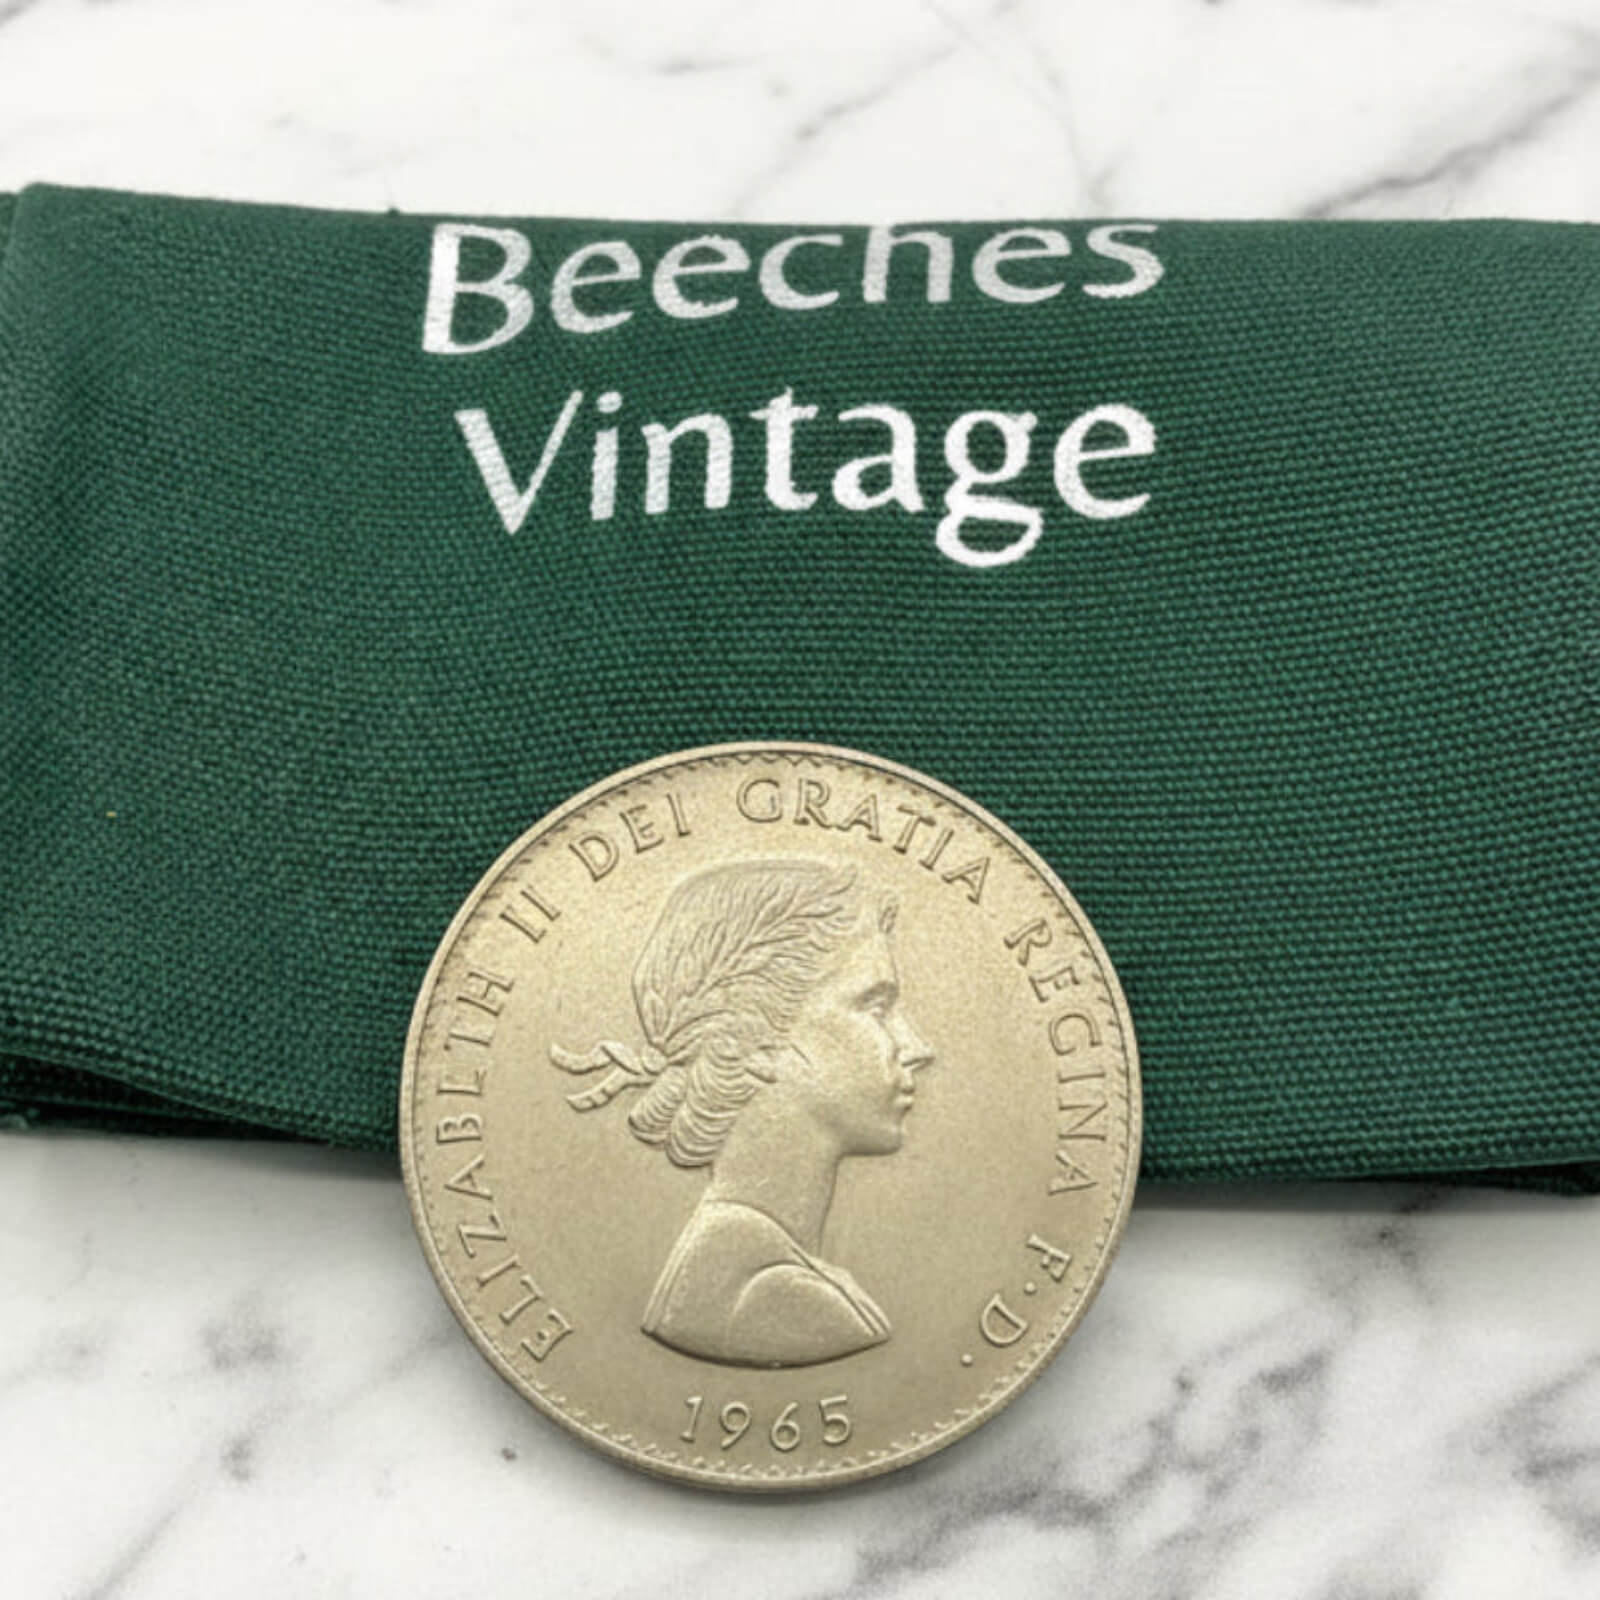 Beeches
Vintage
ELIZABETH II DEI GRATIA REGINA F·D·
1965